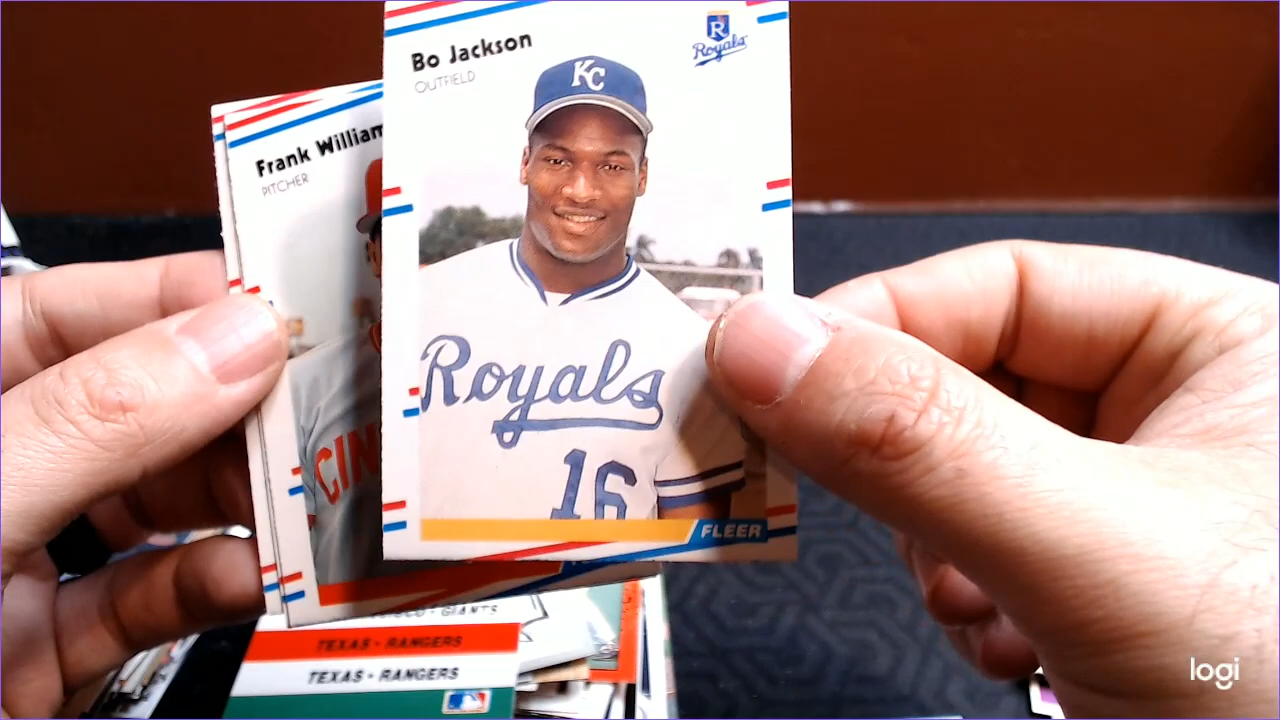 Bo Jackson
OUTFIELD
R
Royals
KC
Frank William
PITCHER
Royals
16
CIN
FLEER
GIANTS
TEXAS • RANGERS
TEXAS • RANGERS
logi